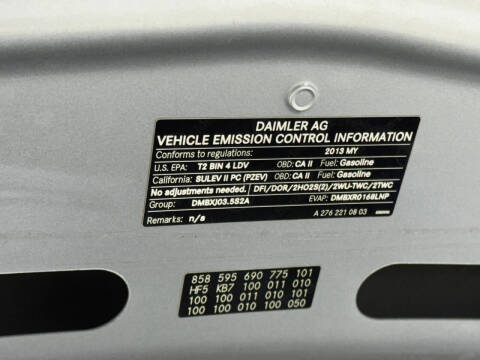 DAIMLER AG
VEHICLE EMISSION CONTROL INFORMATION
Conforms to regulations: 2013 MY
U.S. EPA: T2 BIN 4 LDV OBD: CA II Fuel: Gasoline
California: SULEV II PC (PZEV) OBD: CA II Fuel: Gasoline
No adjustments needed. DFI/DOR/2HO2S(2)/2WU-TWC/2TWC
Group: DMBXJ03.5S2A EVAP: DMBXR0168LNP
Remarks: n/a A 276 221 08 03
858 595 690 775 101
HF5 KB7 100 011 010
100 100 011 010 101
100 100 010 100 050